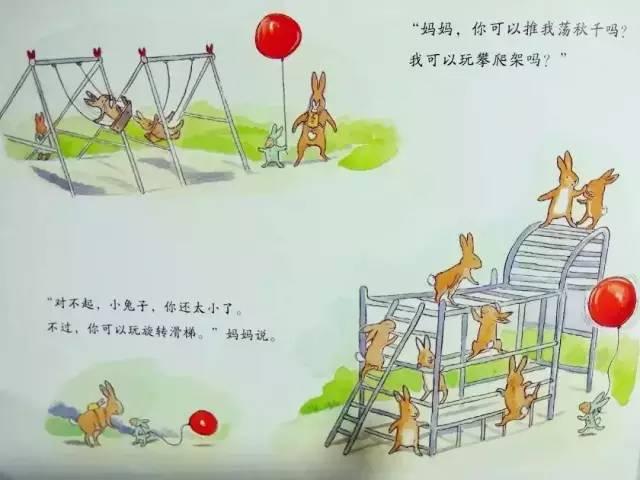 “妈妈，你可以推我荡秋千吗？
我可以玩攀爬架吗？”
“对不起，小兔子，你还太小了。
不过，你可以玩旋转滑梯。”妈妈说。